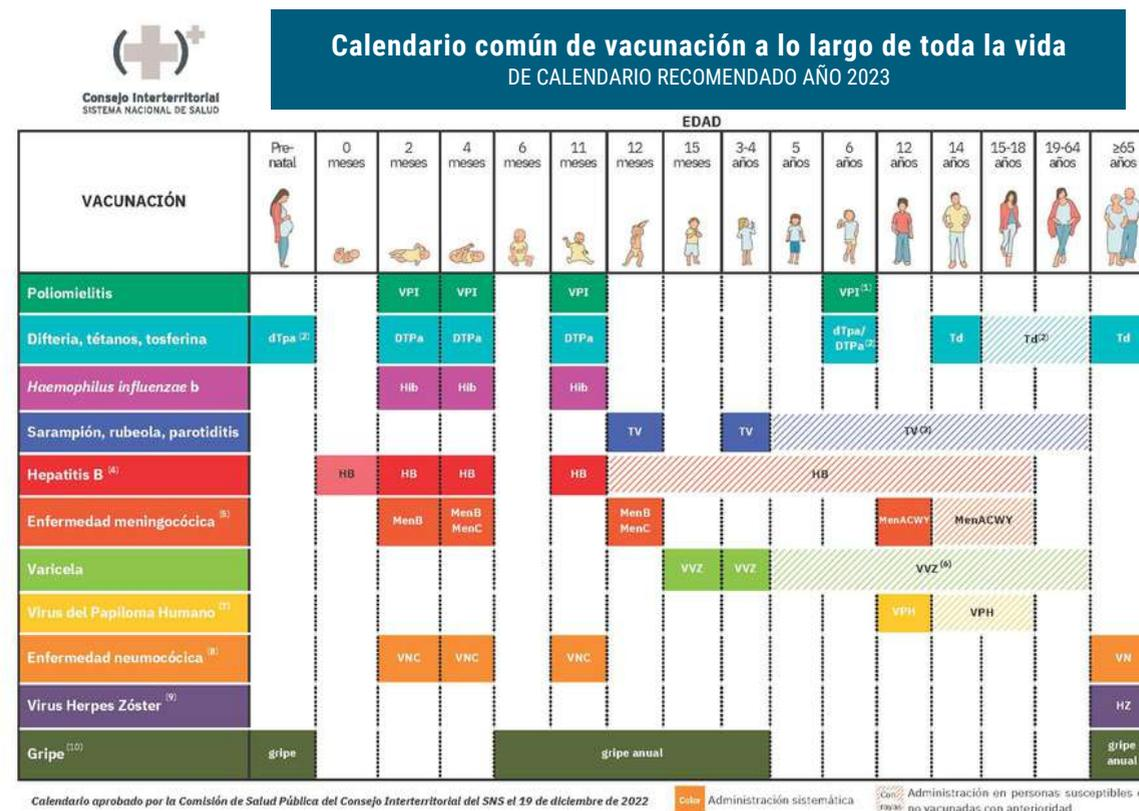 Consejo Interterritorial
SISTEMA NACIONAL DE SALUD
Calendario común de vacunación a lo largo de toda la vida
DE CALENDARIO RECOMENDADO AÑO 2023
EDAD
VACUNACIÓN
Pre-
natal
0
meses
2
meses
4
meses
6
meses
11
meses
12
meses
15
meses
3-4
años
5
años
6
años
12
años
14
años
15-18
años
19-64
años
≥65
años
Poliomielitis VPI VPI VPI VPI (1)
Difteria, tétanos, tosferina dTpa (2) DTPa DTPa DTPa dTpa/
DTPa (2) Td Td(2) Td
Haemophilus influenzae b Hib Hib Hib
Sarampión, rubeola, parotiditis TV TV TV(3)
Hepatitis B (4) HB HB HB HB HB
Enfermedad meningocócica (5) MenB MenB
MenC MenB
MenC MenACWY MenACWY
Varicela VVZ VVZ VVZ (6)
Virus del Papiloma Humano (7) VPH VPH
Enfermedad neumocócica (8) VNC VNC VNC VN
Virus Herpes Zóster (9) HZ
Gripe (10) gripe gripe anual gripe
anual
Calendario aprobado por la Comisión de Salud Pública del Consejo Interterritorial del SNS el 19 de diciembre de 2022
Color Administración sistemática
Con
rayas Administración en personas susceptibles
no vacunadas con anterioridad